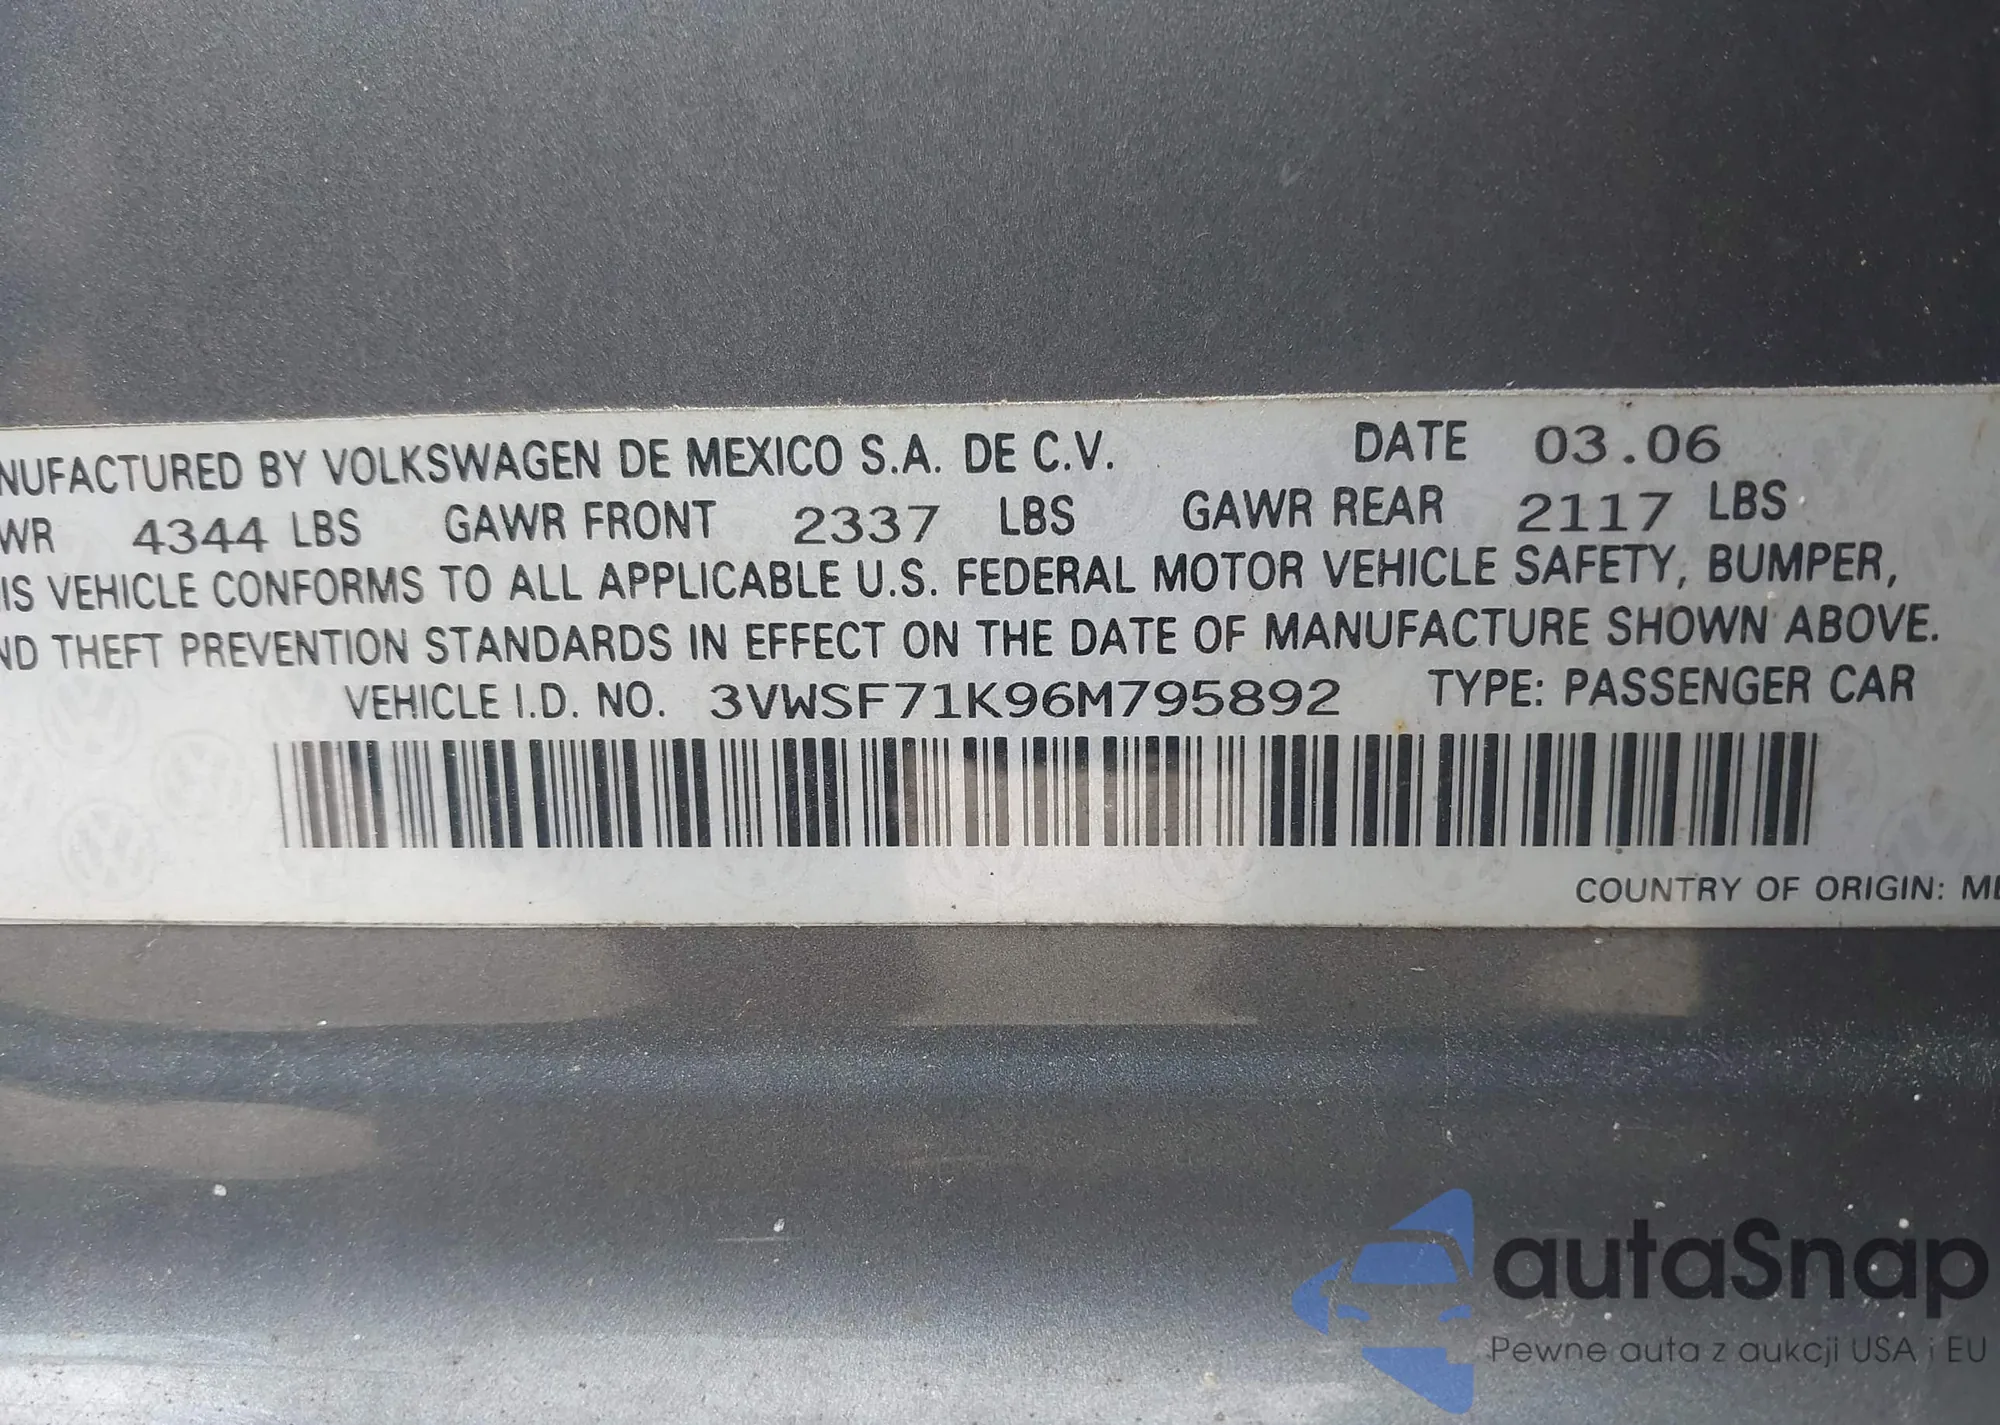 NUFACTURED BY VOLKSWAGEN DE MEXICO S.A. DE C.V. DATE 03.06
WR 4344 LBS GAWR FRONT 2337 LBS GAWR REAR 2117 LBS
IS VEHICLE CONFORMS TO ALL APPLICABLE U.S. FEDERAL MOTOR VEHICLE SAFETY, BUMPER,
ND THEFT PREVENTION STANDARDS IN EFFECT ON THE DATE OF MANUFACTURE SHOWN ABOVE.
VEHICLE I.D. NO. 3VWSF71K96M795892 TYPE: PASSENGER CAR
COUNTRY OF ORIGIN: ME
autaSnap
Pewne auta z aukcji USA i EU